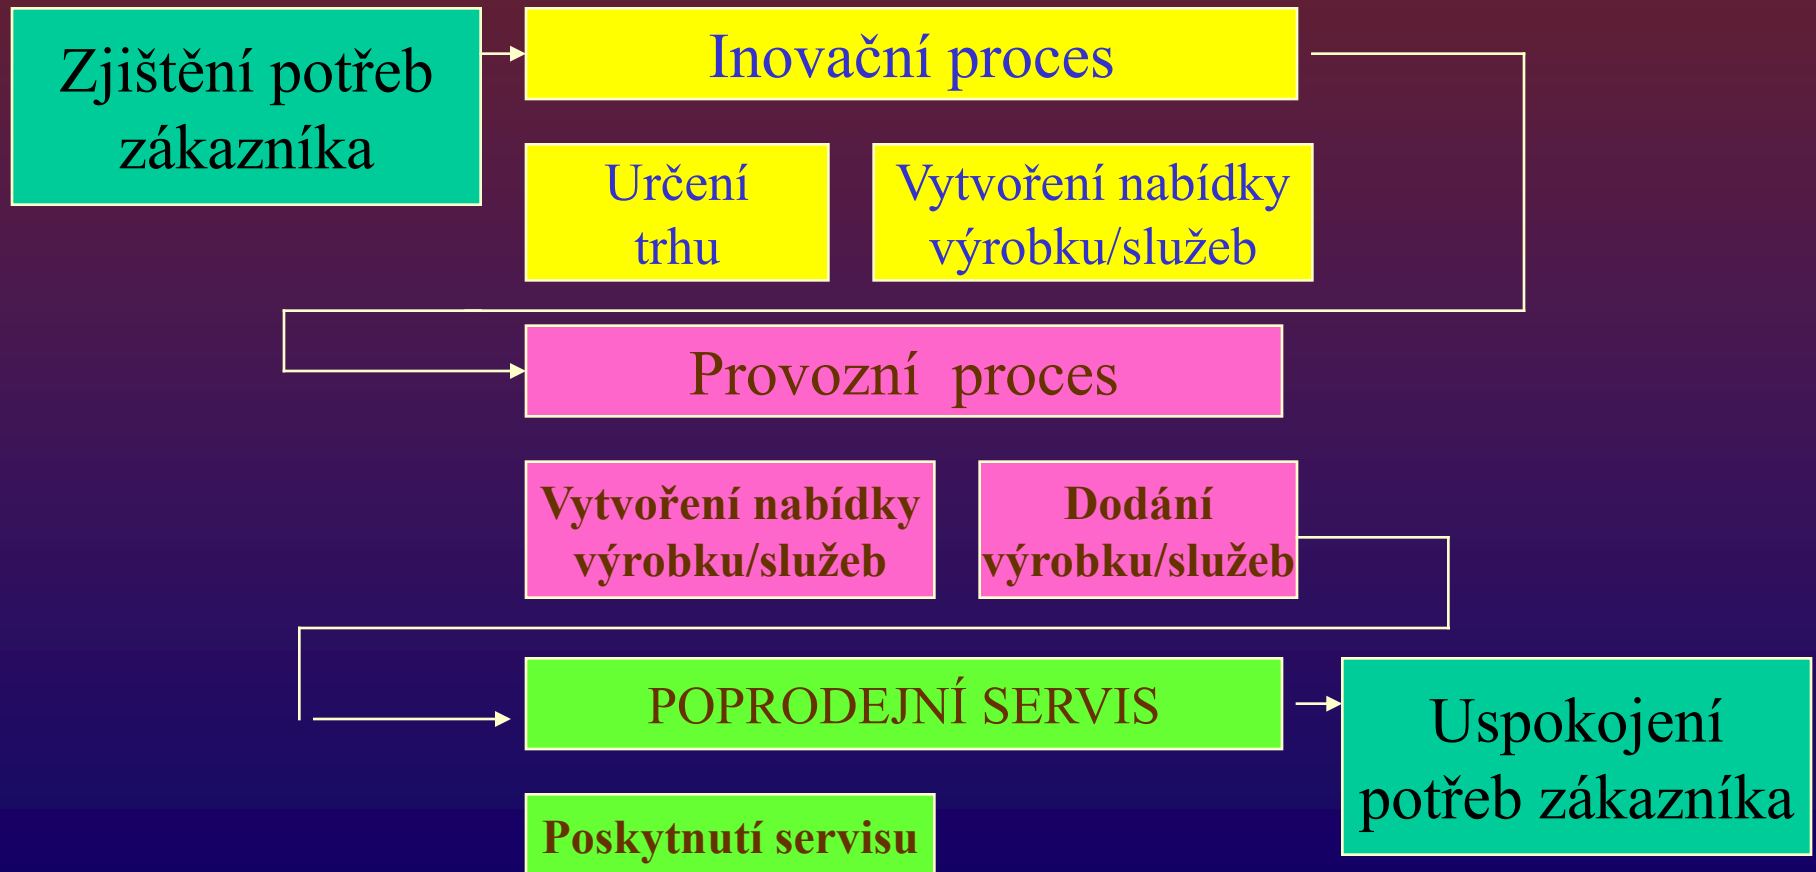 Zjištění potřeb
zákazníka
Inovační proces
Určení
trhu
Vytvoření nabídky
výrobku/služeb
Provozní proces
Vytvoření nabídky
výrobku/služeb
Dodání
výrobku/služeb
POPRODEJNÍ SERVIS
Uspokojení
potřeb zákazníka
Poskytnutí servisu